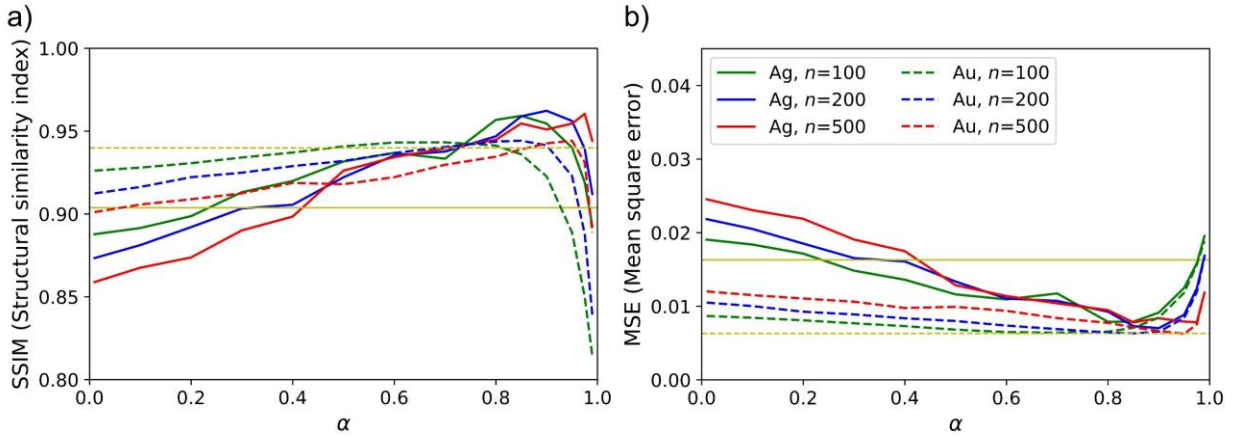 a)
SSIM (Structural similarity index)
1.00
0.95
0.90
0.85
0.80
0.0 0.2 0.4 0.6 0.8 1.0
α
b)
MSE (Mean square error)
0.04
0.03
0.02
0.01
0.00
Ag, n=100 Au, n=100
Ag, n=200 Au, n=200
Ag, n=500 Au, n=500
0.0 0.2 0.4 0.6 0.8 1.0
α